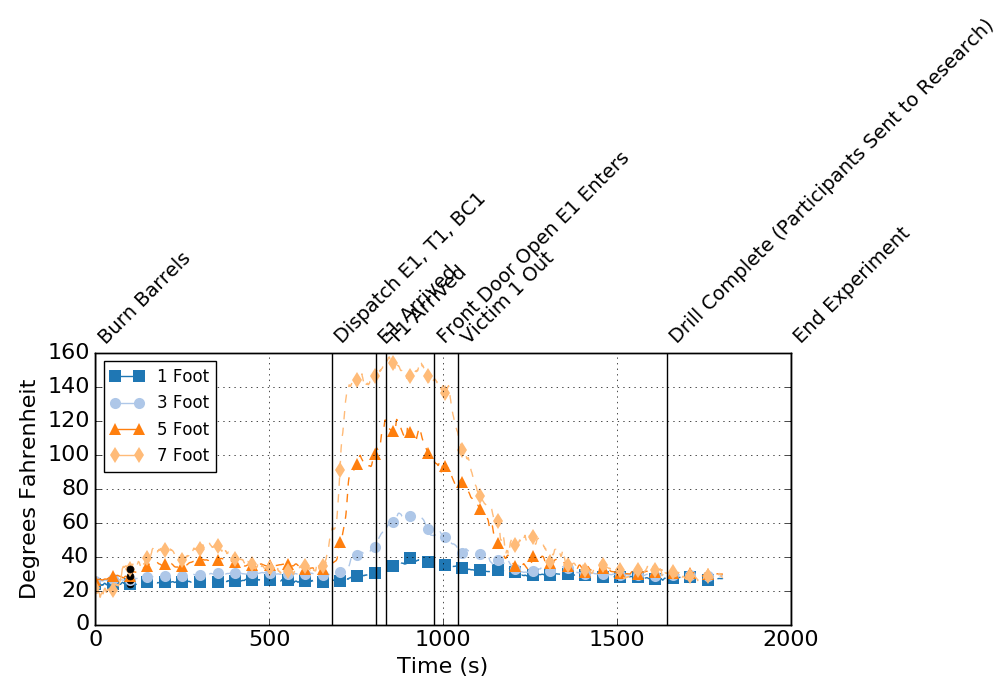 Burn Barrels
Dispatch E1, T1, BC1
E1 Arrived
T1 Arrived
Front Door Open E1 Enters
Victim 1 Out
Drill Complete (Participants Sent to Research)
End Experiment
160
140
120
100
80
60
40
20
0
Degrees Fahrenheit
1 Foot
3 Foot
5 Foot
7 Foot
0
500
1000
1500
2000
Time (s)